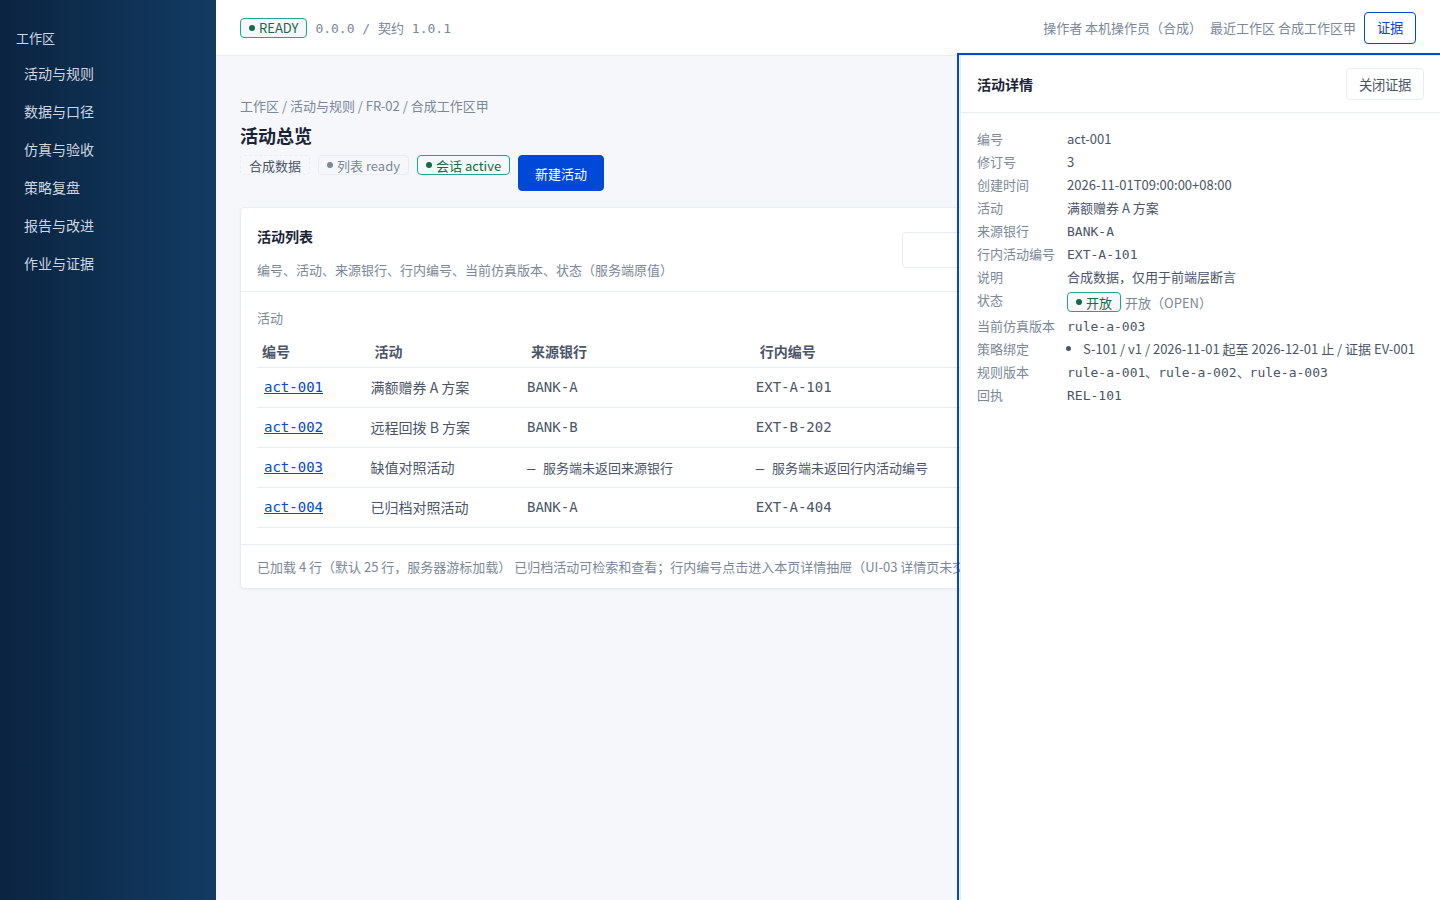 工作区
活动与规则
数据与口径
仿真与验收
策略复盘
报告与改进
作业与证据
READY 0.0.0 / 契约 1.0.1
操作者 本机操作员（合成） 最近工作区 合成工作区甲 证据
工作区 / 活动与规则 / FR-02 / 合成工作区甲
活动总览
合成数据 列表 ready 会话 active 新建活动
活动列表
编号、活动、来源银行、行内编号、当前仿真版本、状态（服务端原值）
活动
编号 活动 来源银行 行内编号
act-001 满额赠券 A 方案 BANK-A EXT-A-101
act-002 远程回拨 B 方案 BANK-B EXT-B-202
act-003 缺值对照活动 — 服务端未返回来源银行 — 服务端未返回行内活动编号
act-004 已归档对照活动 BANK-A EXT-A-404
已加载 4 行（默认 25 行，服务器游标加载） 已归档活动可检索和查看；行内编号点击进入本页详情抽屉（UI-03 详情页未
活动详情 关闭证据
编号 act-001
修订号 3
创建时间 2026-11-01T09:00:00+08:00
活动 满额赠券 A 方案
来源银行 BANK-A
行内活动编号 EXT-A-101
说明 合成数据，仅用于前端层断言
状态 开放 开放（OPEN）
当前仿真版本 rule-a-003
策略绑定 • S-101 / v1 / 2026-11-01 起至 2026-12-01 止 / 证据 EV-001
规则版本 rule-a-001、rule-a-002、rule-a-003
回执 REL-101